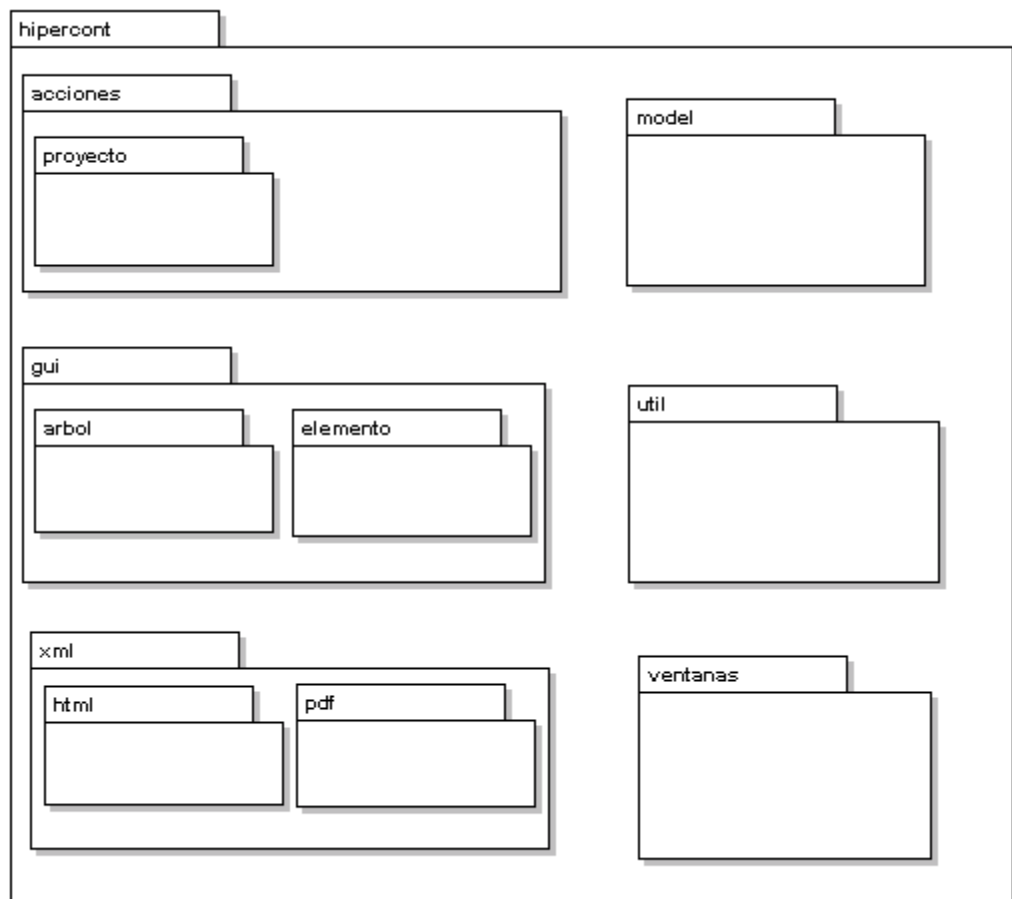 hipercont
acciones
proyecto
model
gui
arbol
elemento
util
xml
html
pdf
ventanas